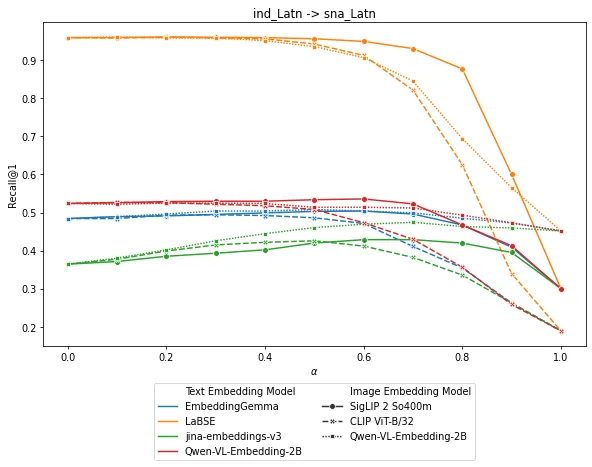 ind_Latn -> sna_Latn
Recall@1
0.9
0.8
0.7
0.6
0.5
0.4
0.3
0.2
0.0 0.2 0.4 0.6 0.8 1.0
α
Text Embedding Model Image Embedding Model
EmbeddingGemma SigLIP 2 So400m
LaBSE CLIP ViT-B/32
jina-embeddings-v3 Qwen-VL-Embedding-2B
Qwen-VL-Embedding-2B